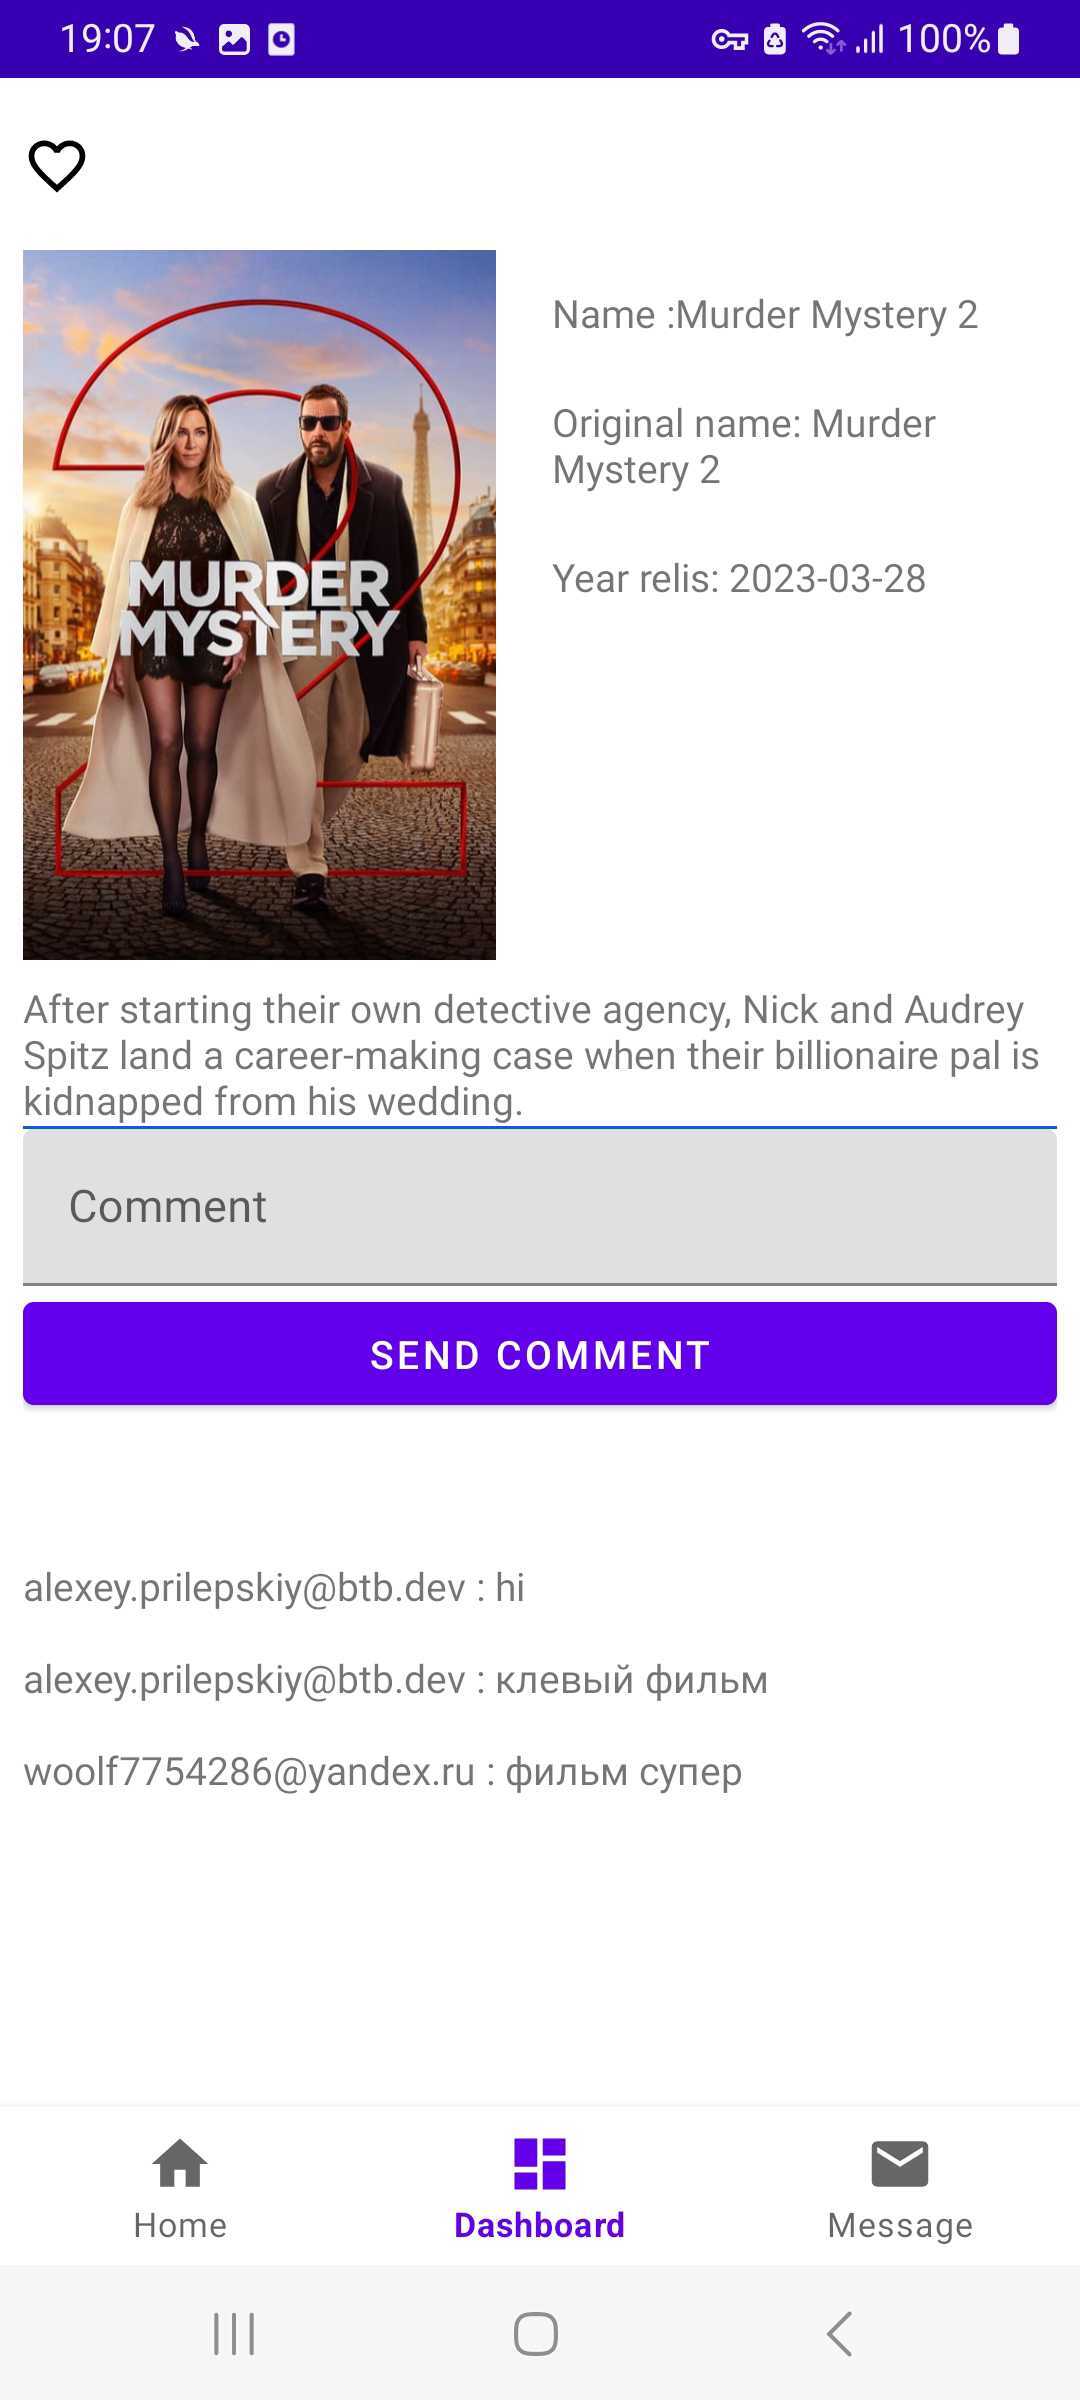 19:07
100%
Name :Murder Mystery 2
Original name: Murder
Mystery 2
Year relis: 2023-03-28
MURDER
MYSTERY
After starting their own detective agency, Nick and Audrey
Spitz land a career-making case when their billionaire pal is
kidnapped from his wedding.
Comment
SEND COMMENT
alexey.prilepskiy@btb.dev : hi
alexey.prilepskiy@btb.dev : клевый фильм
woolf7754286@yandex.ru : фильм супер
Home
Dashboard
Message